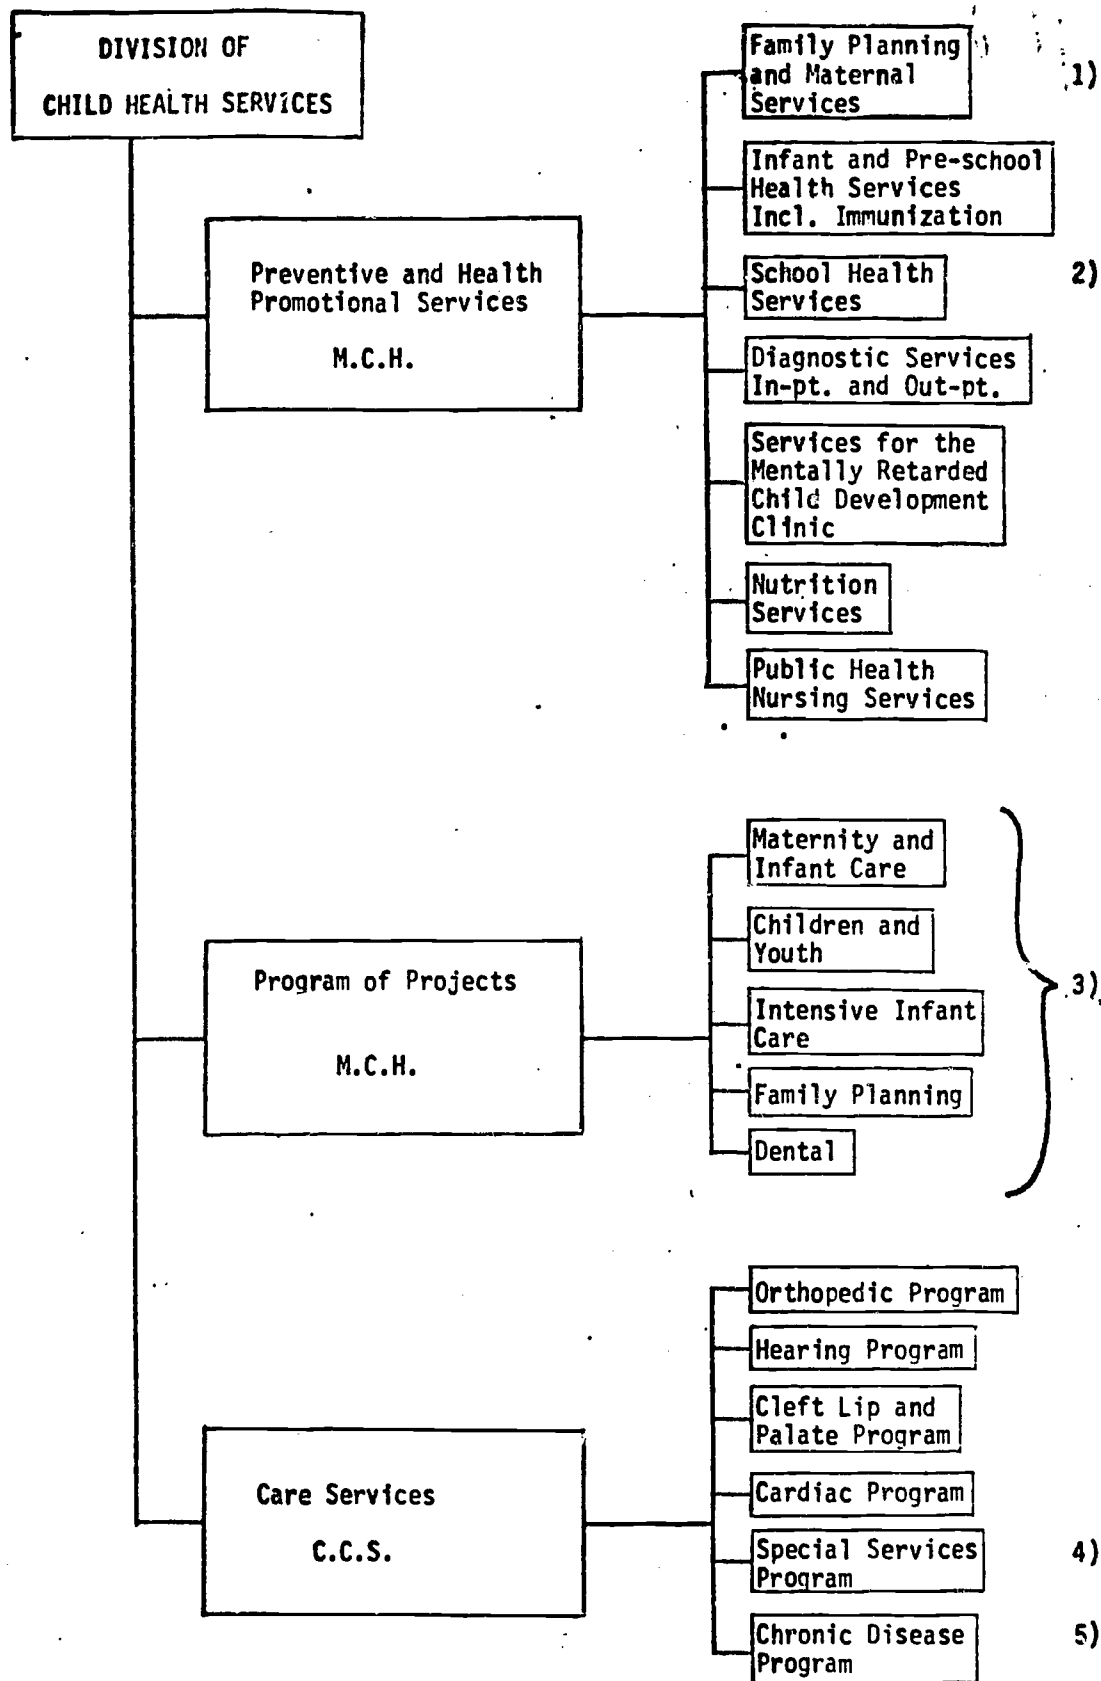 DIVISION OF
CHILD HEALTH SERVICES
Preventive and Health
Promotional Services
M.C.H.
Family Planning
and Maternal
Services
1)
Infant and Pre-school
Health Services
Incl. Immunization
School Health
Services
2)
Diagnostic Services
In-pt. and Out-pt.
Services for the
Mentally Retarded
Child Development
Clinic
Nutrition
Services
Public Health
Nursing Services
Program of Projects
M.C.H.
Maternity and
Infant Care
Children and
Youth
Intensive Infant
Care
Family Planning
Dental
3)
Care Services
C.C.S.
Orthopedic Program
Hearing Program
Cleft Lip and
Palate Program
Cardiac Program
Special Services
Program
4)
Chronic Disease
Program
5)